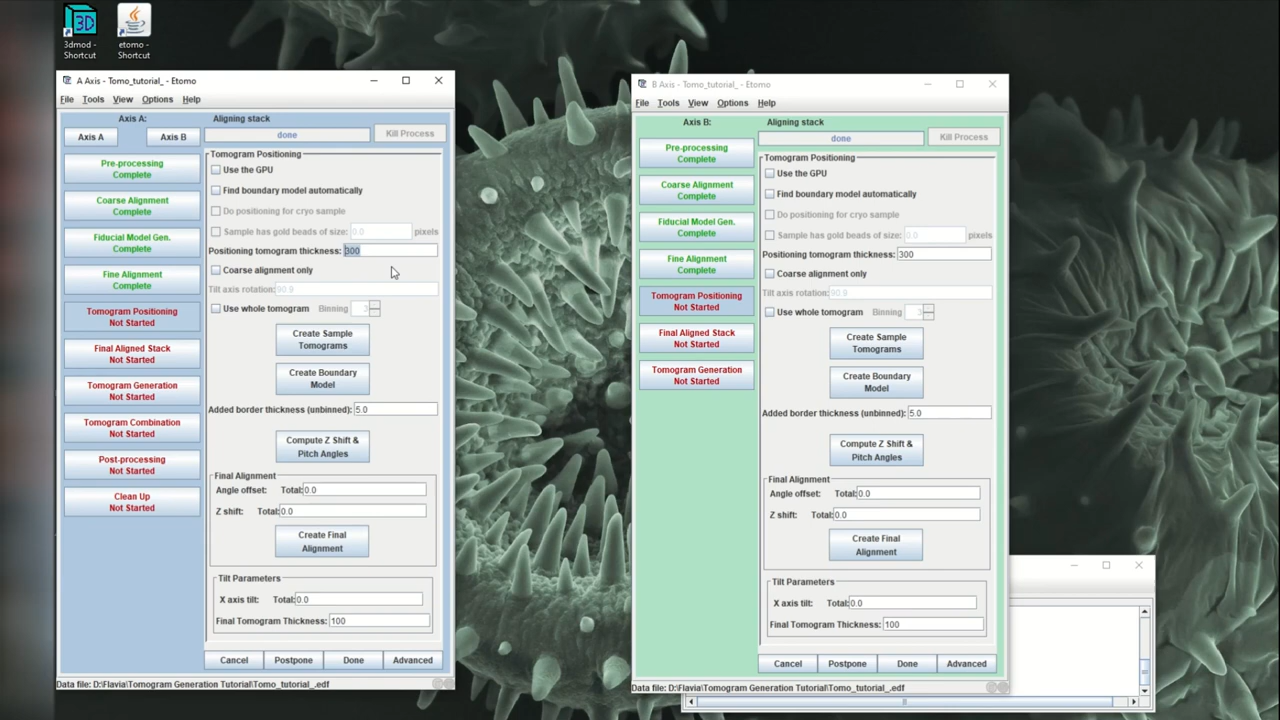 3dmod -
Shortcut
etomo -
Shortcut
A Axis - Tomo_tutorial_ - Etomo
File Tools View Options Help
Axis A: Aligning stack
Axis A Axis B done Kill Process
Pre-processing
Complete
Coarse Alignment
Complete
Fiducial Model Gen.
Complete
Fine Alignment
Complete
Tomogram Positioning
Not Started
Final Aligned Stack
Not Started
Tomogram Generation
Not Started
Tomogram Combination
Not Started
Post-processing
Not Started
Clean Up
Not Started
Tomogram Positioning
Use the GPU
Find boundary model automatically
Do positioning for cryo sample
Sample has gold beads of size: 0.0 pixels
Positioning tomogram thickness: 300
Coarse alignment only
Tilt axis rotation: 90.9
Use whole tomogram Binning 3
Create Sample
Tomograms
Create Boundary
Model
Added border thickness (unbinned): 5.0
Compute Z Shift &
Pitch Angles
Final Alignment
Angle offset: Total: 0.0
Z shift: Total: 0.0
Create Final
Alignment
Tilt Parameters
X axis tilt: Total: 0.0
Final Tomogram Thickness: 100
Cancel Postpone Done Advanced
Data file: D:\Flavia\Tomogram Generation Tutorial\Tomo_tutorial_.edf
B Axis - Tomo_tutorial_ - Etomo
File Tools View Options Help
Axis B: Aligning stack
done Kill Process
Pre-processing
Complete
Coarse Alignment
Complete
Fiducial Model Gen.
Complete
Fine Alignment
Complete
Tomogram Positioning
Not Started
Final Aligned Stack
Not Started
Tomogram Generation
Not Started
Tomogram Positioning
Use the GPU
Find boundary model automatically
Do positioning for cryo sample
Sample has gold beads of size: 0.0 pixels
Positioning tomogram thickness: 300
Coarse alignment only
Tilt axis rotation: 90.9
Use whole tomogram Binning 3
Create Sample
Tomograms
Create Boundary
Model
Added border thickness (unbinned): 5.0
Compute Z Shift &
Pitch Angles
Final Alignment
Angle offset: Total: 0.0
Z shift: Total: 0.0
Create Final
Alignment
Tilt Parameters
X axis tilt: Total: 0.0
Final Tomogram Thickness: 100
Cancel Postpone Done Advanced
Data file: D:\Flavia\Tomogram Generation Tutorial\Tomo_tutorial_.edf